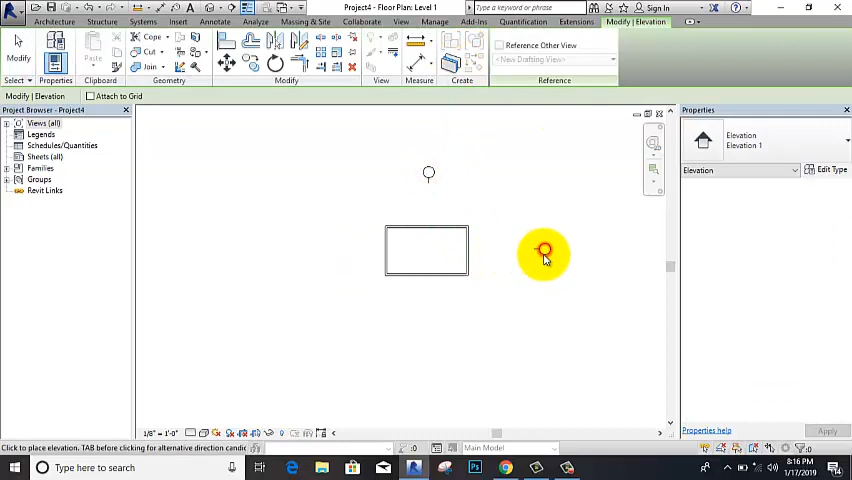 Project4 - Floor Plan: Level 1
Type a keyword or phrase
Sign In
Architecture Structure Systems Insert Annotate Analyze Massing & Site Collaborate View Manage Add-Ins Quantification Extensions Modify | Elevation
Modify
Paste
Cope
Cut
Join
Reference Other View
<New Drafting View>
Select Properties Clipboard Geometry Modify View Measure Create Reference
Modify | Elevation
Attach to Grid
Project Browser - Project4
Properties
Views (all)
Legends
Schedules/Quantities
Sheets (all)
Families
Groups
Revit Links
Elevation
Elevation 1
Elevation
Edit Type
Properties help
Apply
1/8" = 1'-0"
Click to place elevation. TAB before clicking for alternative direction candid
:0
Main Model
:0
Type here to search
8:16 PM
1/17/2019